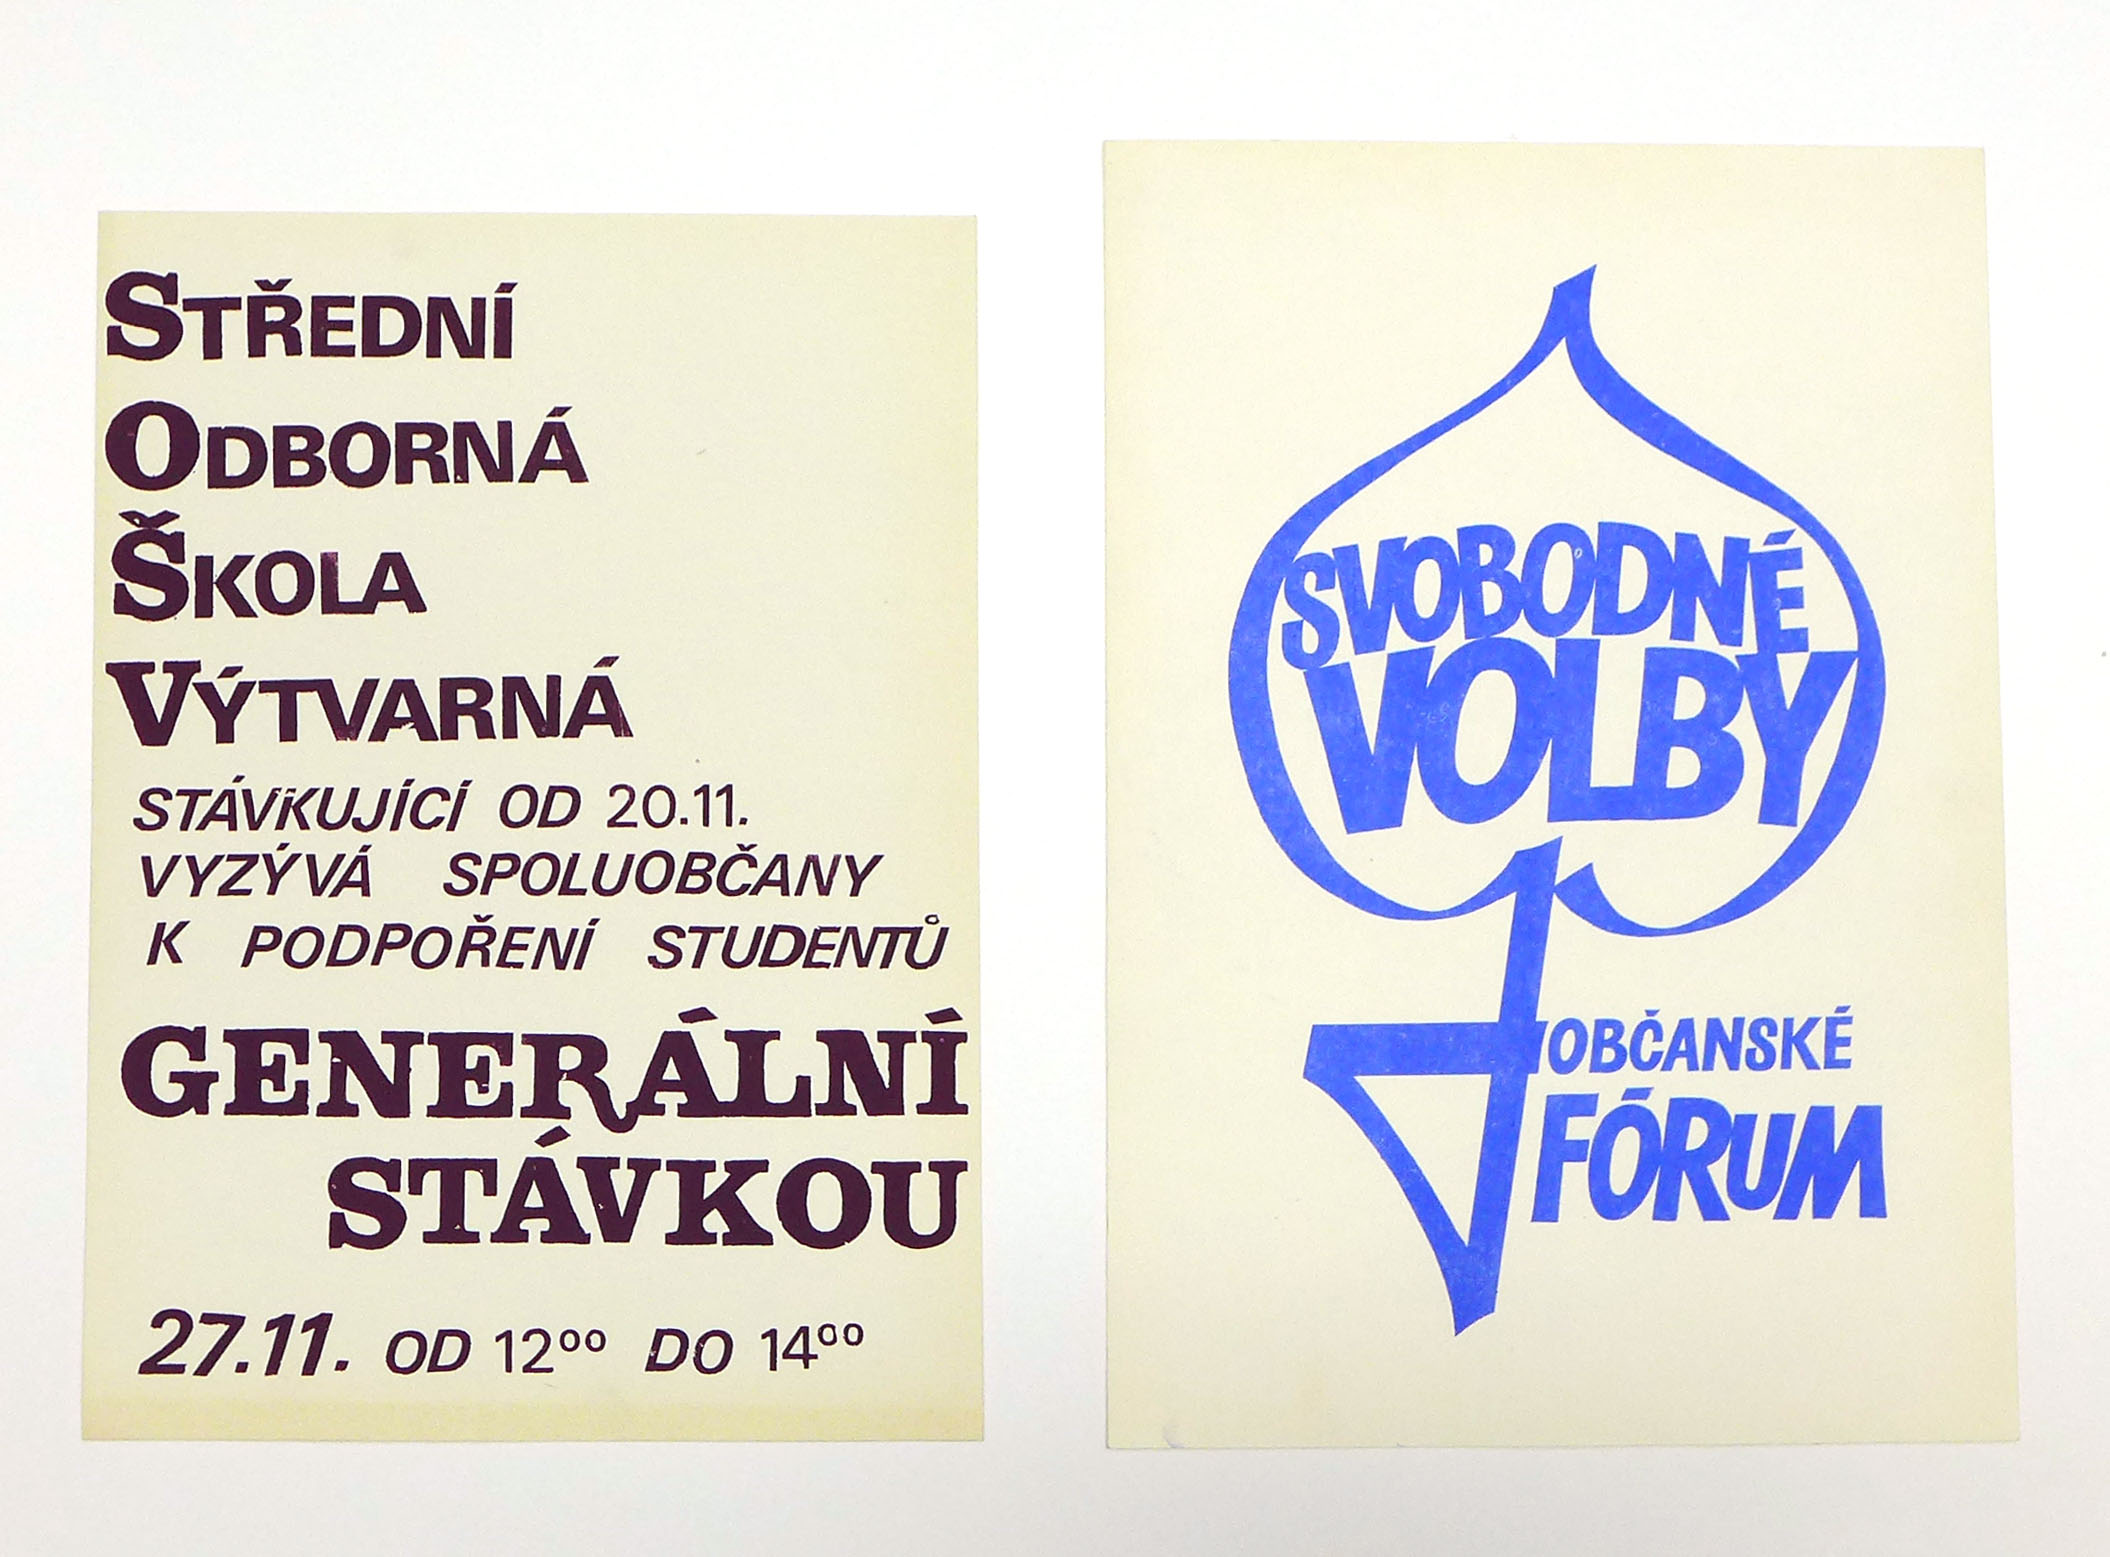 STŘEDNÍ
ODBORNÁ
ŠKOLA
VÝTVARNÁ
STÁVKUJÍCÍ OD 20.11.
VYZÝVÁ SPOLUOBČANY
K PODPOŘENÍ STUDENTŮ
GENERÁLNÍ
STÁVKOU
27.11. OD 12⁰⁰ DO 14⁰⁰
SVOBODNÉ
VOLBY
OBČANSKÉ
FÓRUM